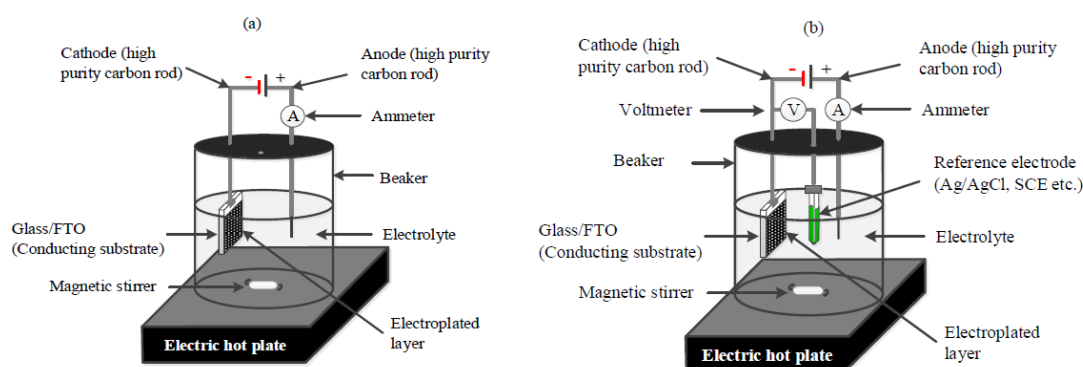 (a)
Cathode (high
purity carbon rod)
Anode (high purity
carbon rod)
- +
A
Ammeter
Beaker
Glass/FTO
(Conducting substrate)
Electrolyte
Magnetic stirrer
Electroplated
layer
Electric hot plate
(b)
Cathode (high
purity carbon rod)
Anode (high purity
carbon rod)
- +
Voltmeter
V
A
Ammeter
Beaker
Reference electrode
(Ag/AgCl, SCE etc.)
Glass/FTO
(Conducting substrate)
Electrolyte
Magnetic stirrer
Electroplated
layer
Electric hot plate